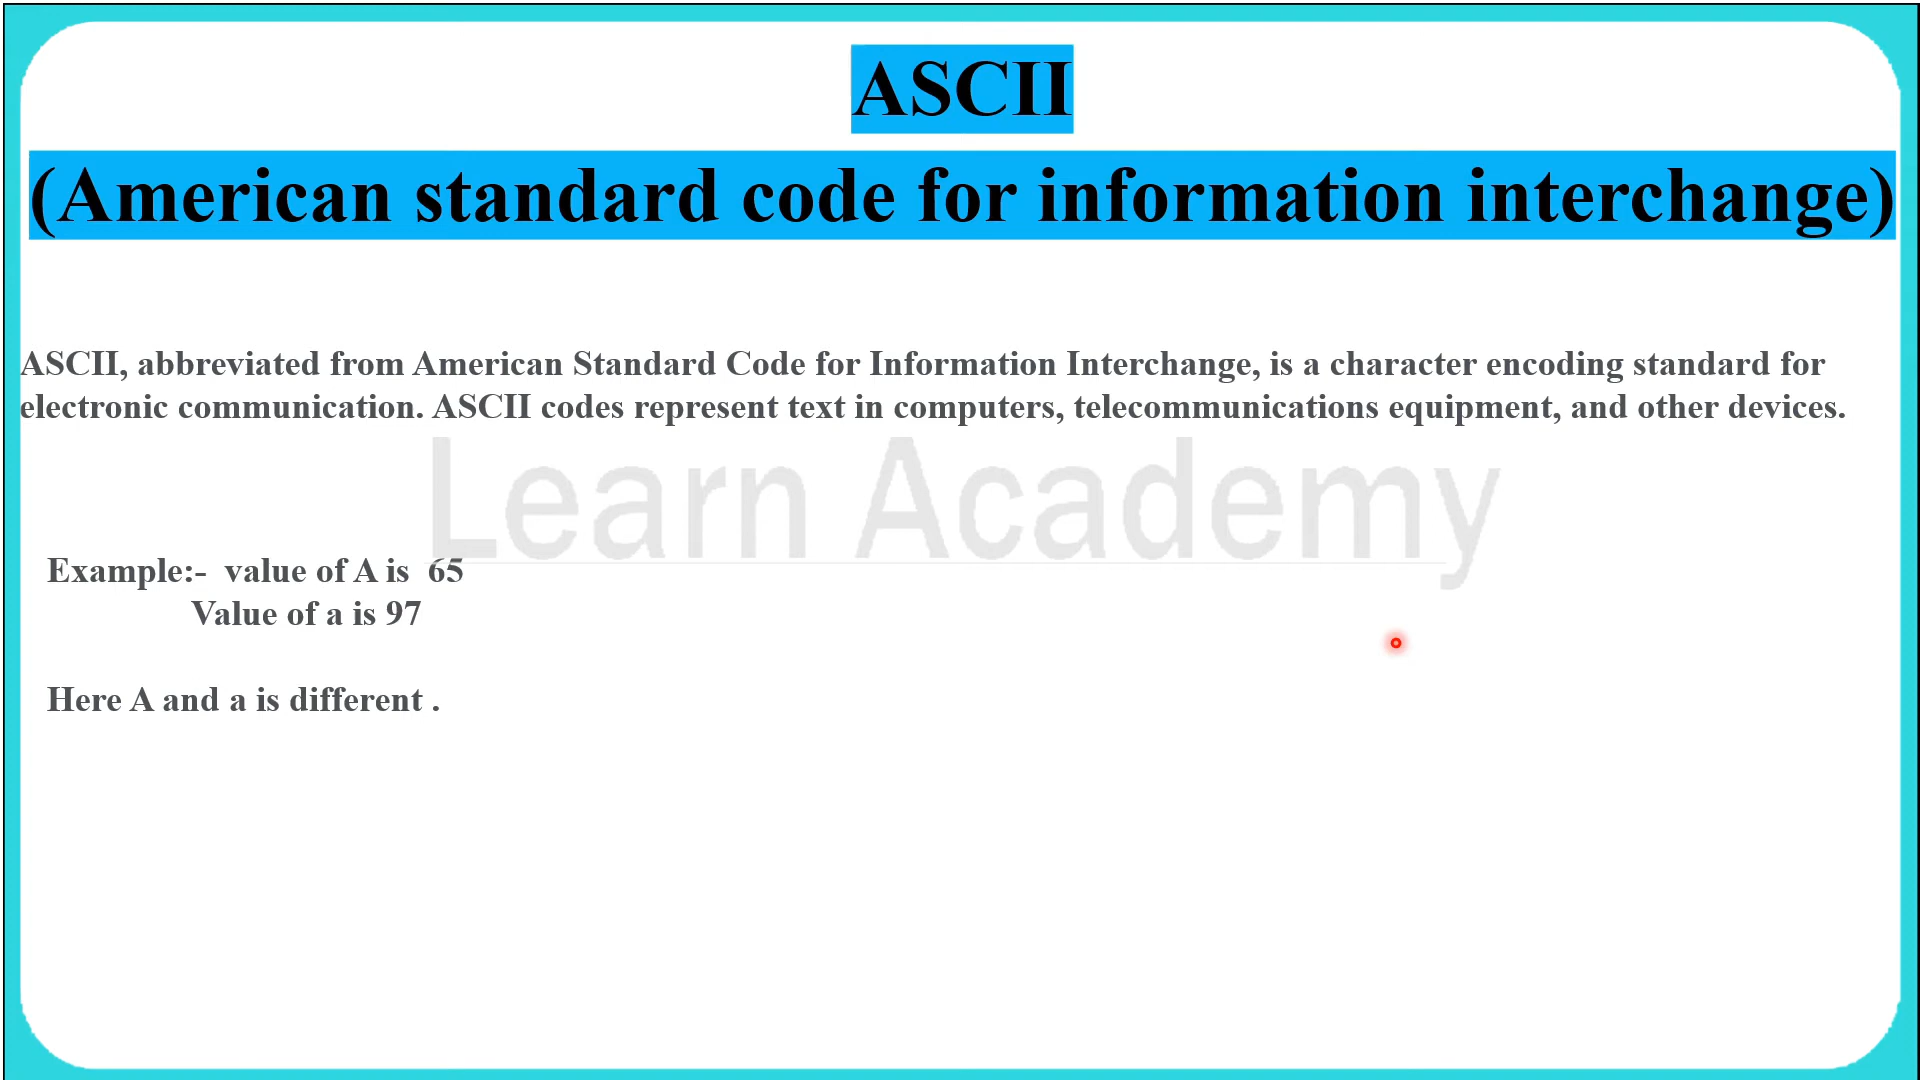 ASCII
(American standard code for information interchange)
ASCII, abbreviated from American Standard Code for Information Interchange, is a character encoding standard for
electronic communication. ASCII codes represent text in computers, telecommunications equipment, and other devices.
Learn Academy
Example:- value of A is 65
Value of a is 97
Here A and a is different .